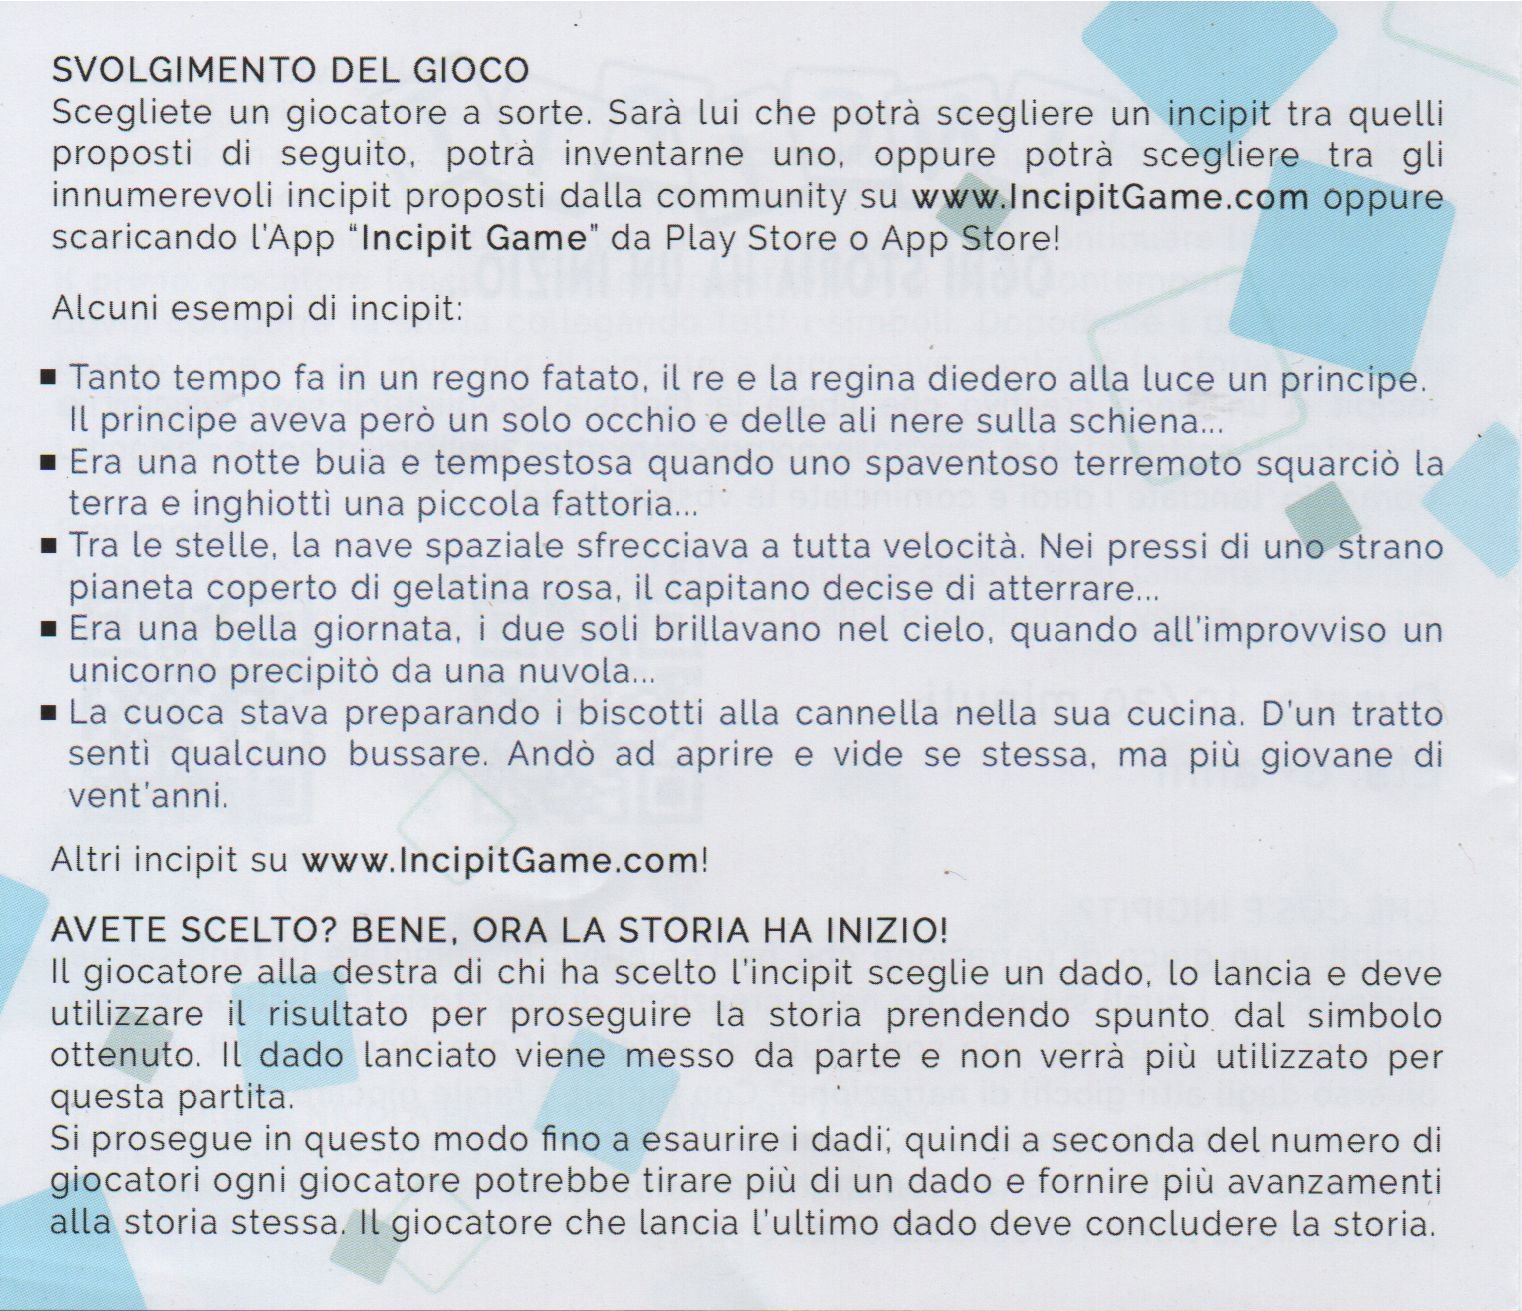 SVOLGIMENTO DEL GIOCO
Scegliete un giocatore a sorte. Sarà lui che potrà scegliere un incipit tra quelli
proposti di seguito, potrà inventarne uno, oppure potrà scegliere tra gli
innumerevoli incipit proposti dalla community su www.IncipitGame.com oppure
scaricando l'App “Incipit Game” da Play Store o App Store!
Alcuni esempi di incipit:
▪ Tanto tempo fa in un regno fatato, il re e la regina diedero alla luce un principe.
Il principe aveva però un solo occhio e delle ali nere sulla schiena...
▪ Era una notte buia e tempestosa quando uno spaventoso terremoto squarciò la
terra e inghiottì una piccola fattoria...
▪ Tra le stelle, la nave spaziale sfrecciava a tutta velocità. Nei pressi di uno strano
pianeta coperto di gelatina rosa, il capitano decise di atterrare...
▪ Era una bella giornata, i due soli brillavano nel cielo, quando all'improvviso un
unicorno precipitò da una nuvola...
▪ La cuoca stava preparando i biscotti alla cannella nella sua cucina. D'un tratto
sentì qualcuno bussare. Andò ad aprire e vide se stessa, ma più giovane di
vent'anni.
Altri incipit su www.IncipitGame.com!
AVETE SCELTO? BENE, ORA LA STORIA HA INIZIO!
Il giocatore alla destra di chi ha scelto l'incipit sceglie un dado, lo lancia e deve
utilizzare il risultato per proseguire la storia prendendo spunto dal simbolo
ottenuto. Il dado lanciato viene messo da parte e non verrà più utilizzato per
questa partita.
Si prosegue in questo modo fino a esaurire i dadi, quindi a seconda del numero di
giocatori ogni giocatore potrebbe tirare più di un dado e fornire più avanzamenti
alla storia stessa. Il giocatore che lancia l'ultimo dado deve concludere la storia.